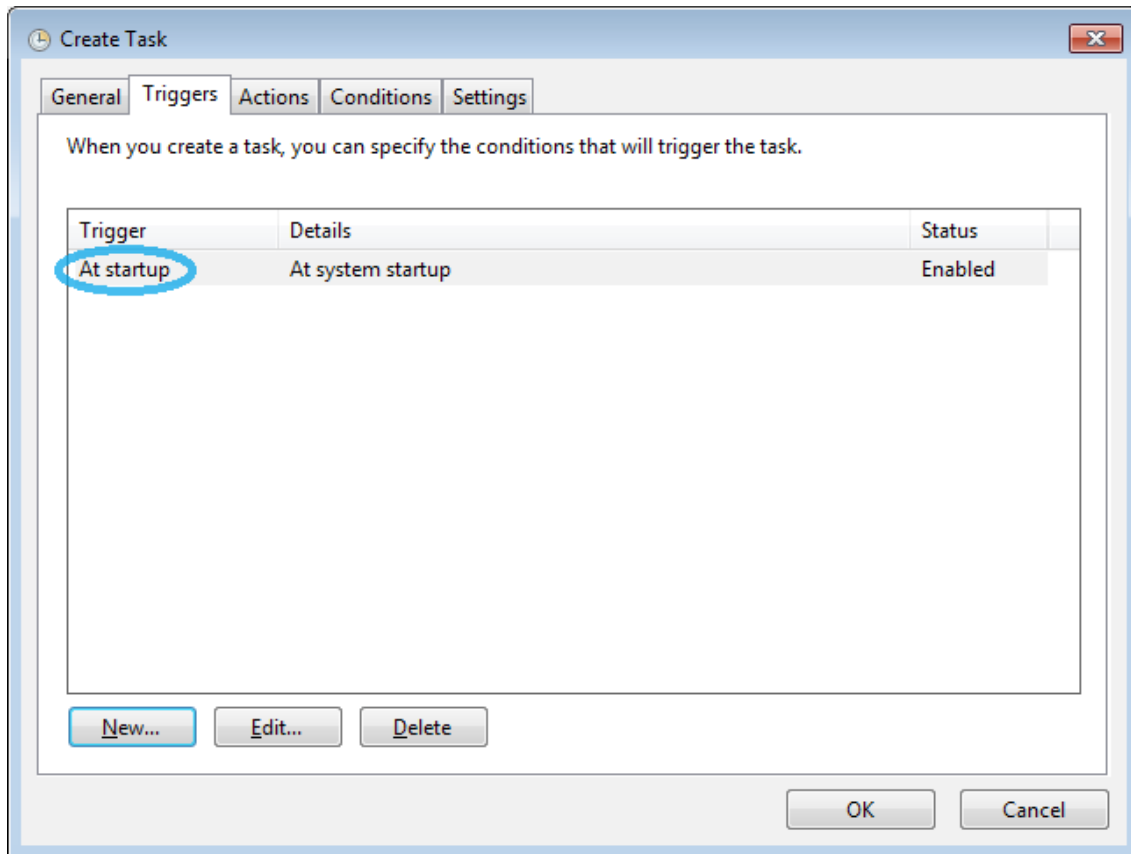 Create Task
General Triggers Actions Conditions Settings
When you create a task, you can specify the conditions that will trigger the task.
Trigger Details Status
At startup At system startup Enabled
New... Edit... Delete
OK Cancel